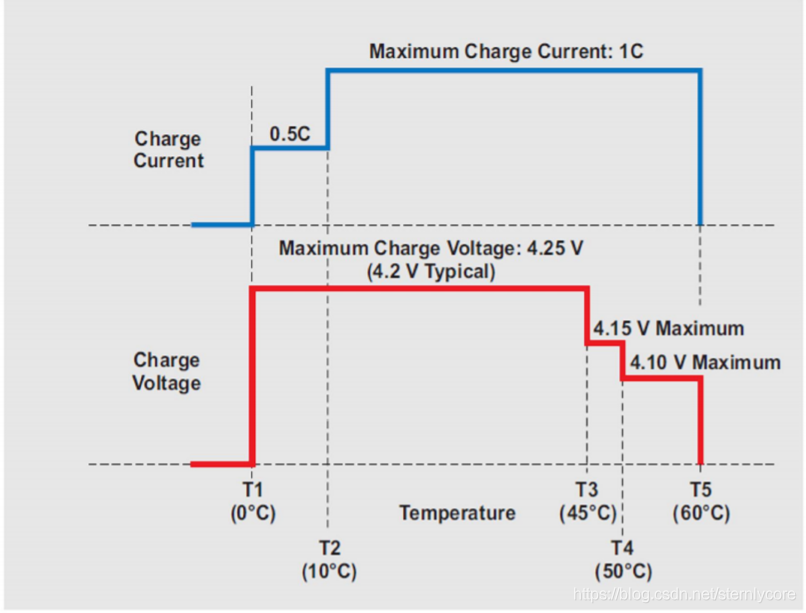 Maximum Charge Current: 1C
0.5C
Charge
Current
Maximum Charge Voltage: 4.25 V
(4.2 V Typical)
4.15 V Maximum
4.10 V Maximum
Charge
Voltage
T1
(0°C)
T2
(10°C)
Temperature
T3
(45°C)
T4
(50°C)
T5
(60°C)
https://blog.csdn.net/sternlycore